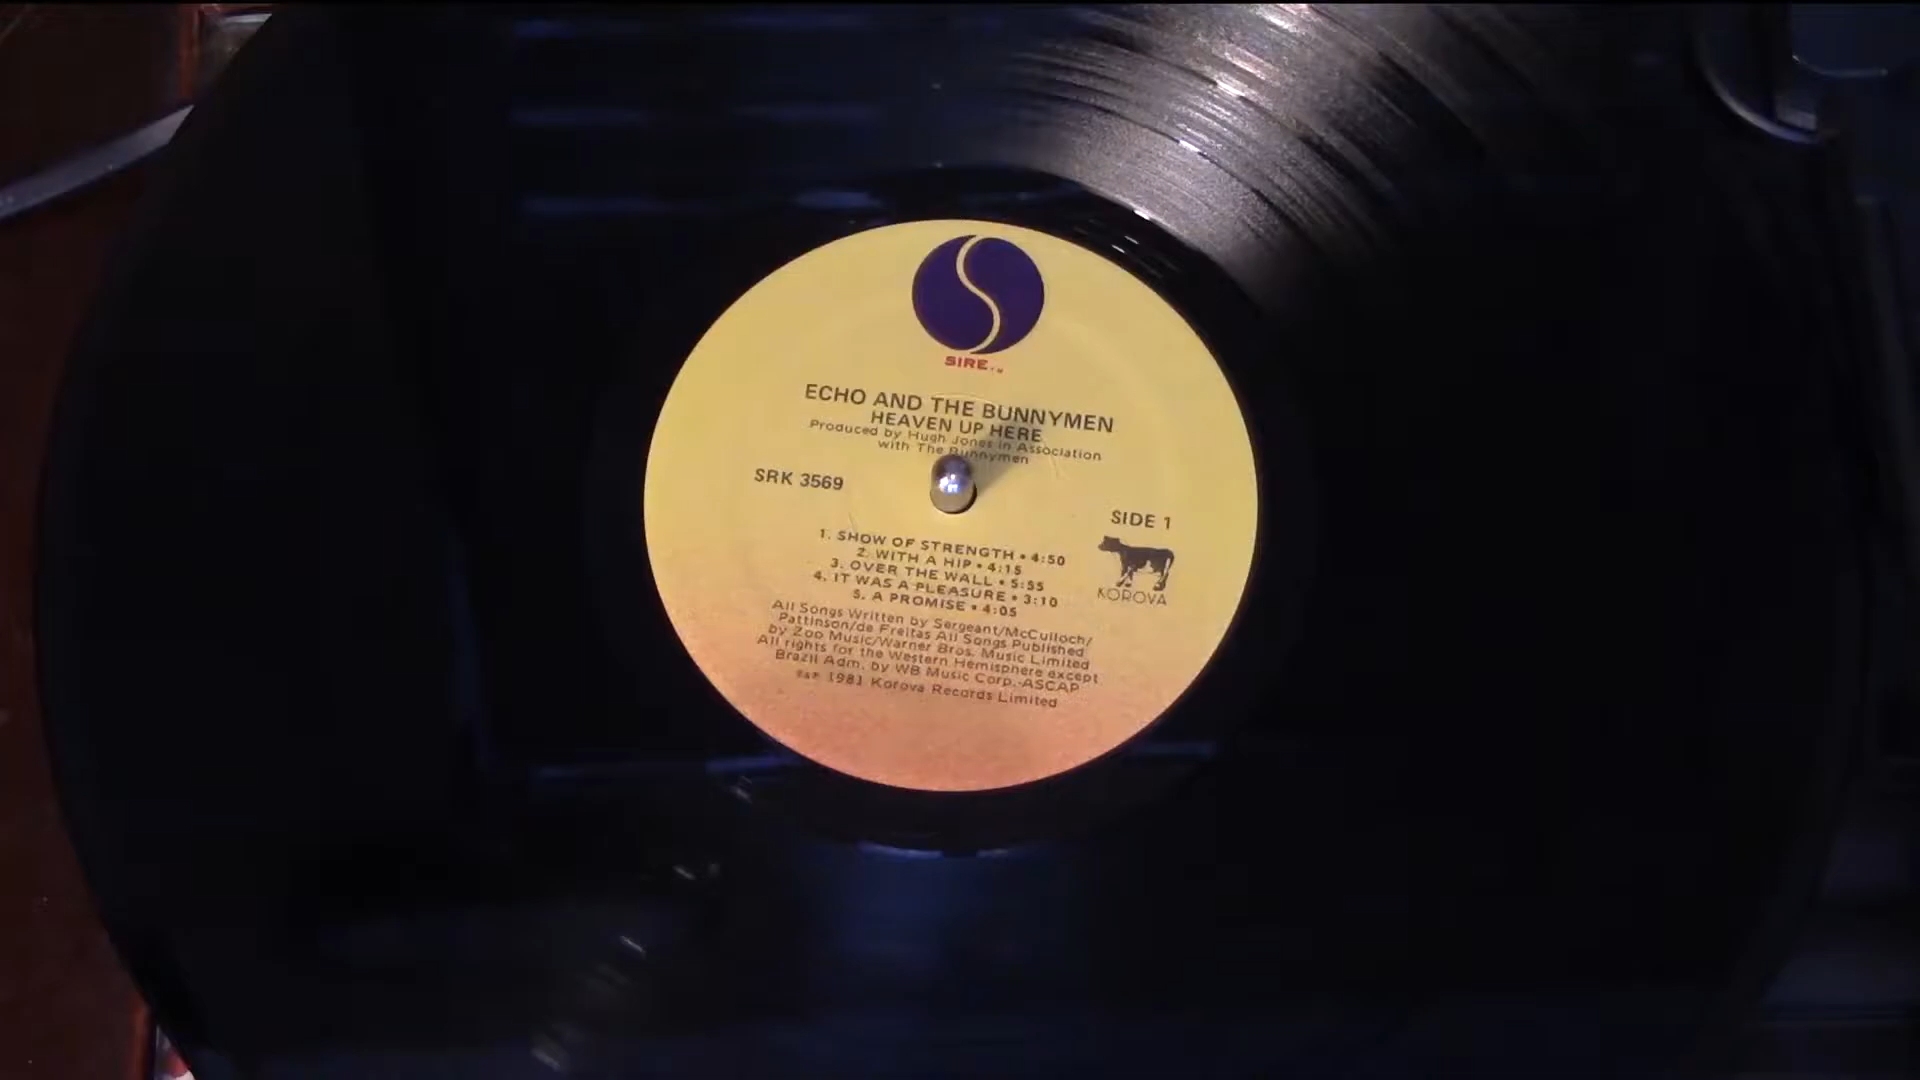 SIRE™
ECHO AND THE BUNNYMEN
HEAVEN UP HERE
Produced by Hugh Jones in Association
with The Bunnymen
SRK 3569
SIDE 1
1. SHOW OF STRENGTH • 4:50
2. WITH A HIP • 4:15
3. OVER THE WALL • 5:55
4. IT WAS A PLEASURE • 3:10
5. A PROMISE • 4:05
KOROVA
All Songs Written by Sergeant/McCulloch/
Pattinson/de Freitas All Songs Published
by Zoo Music/Warner Bros. Music Limited
All rights for the Western Hemisphere except
Brazil Adm. by WB Music Corp.-ASCAP
©&℗ 1981 Korova Records Limited